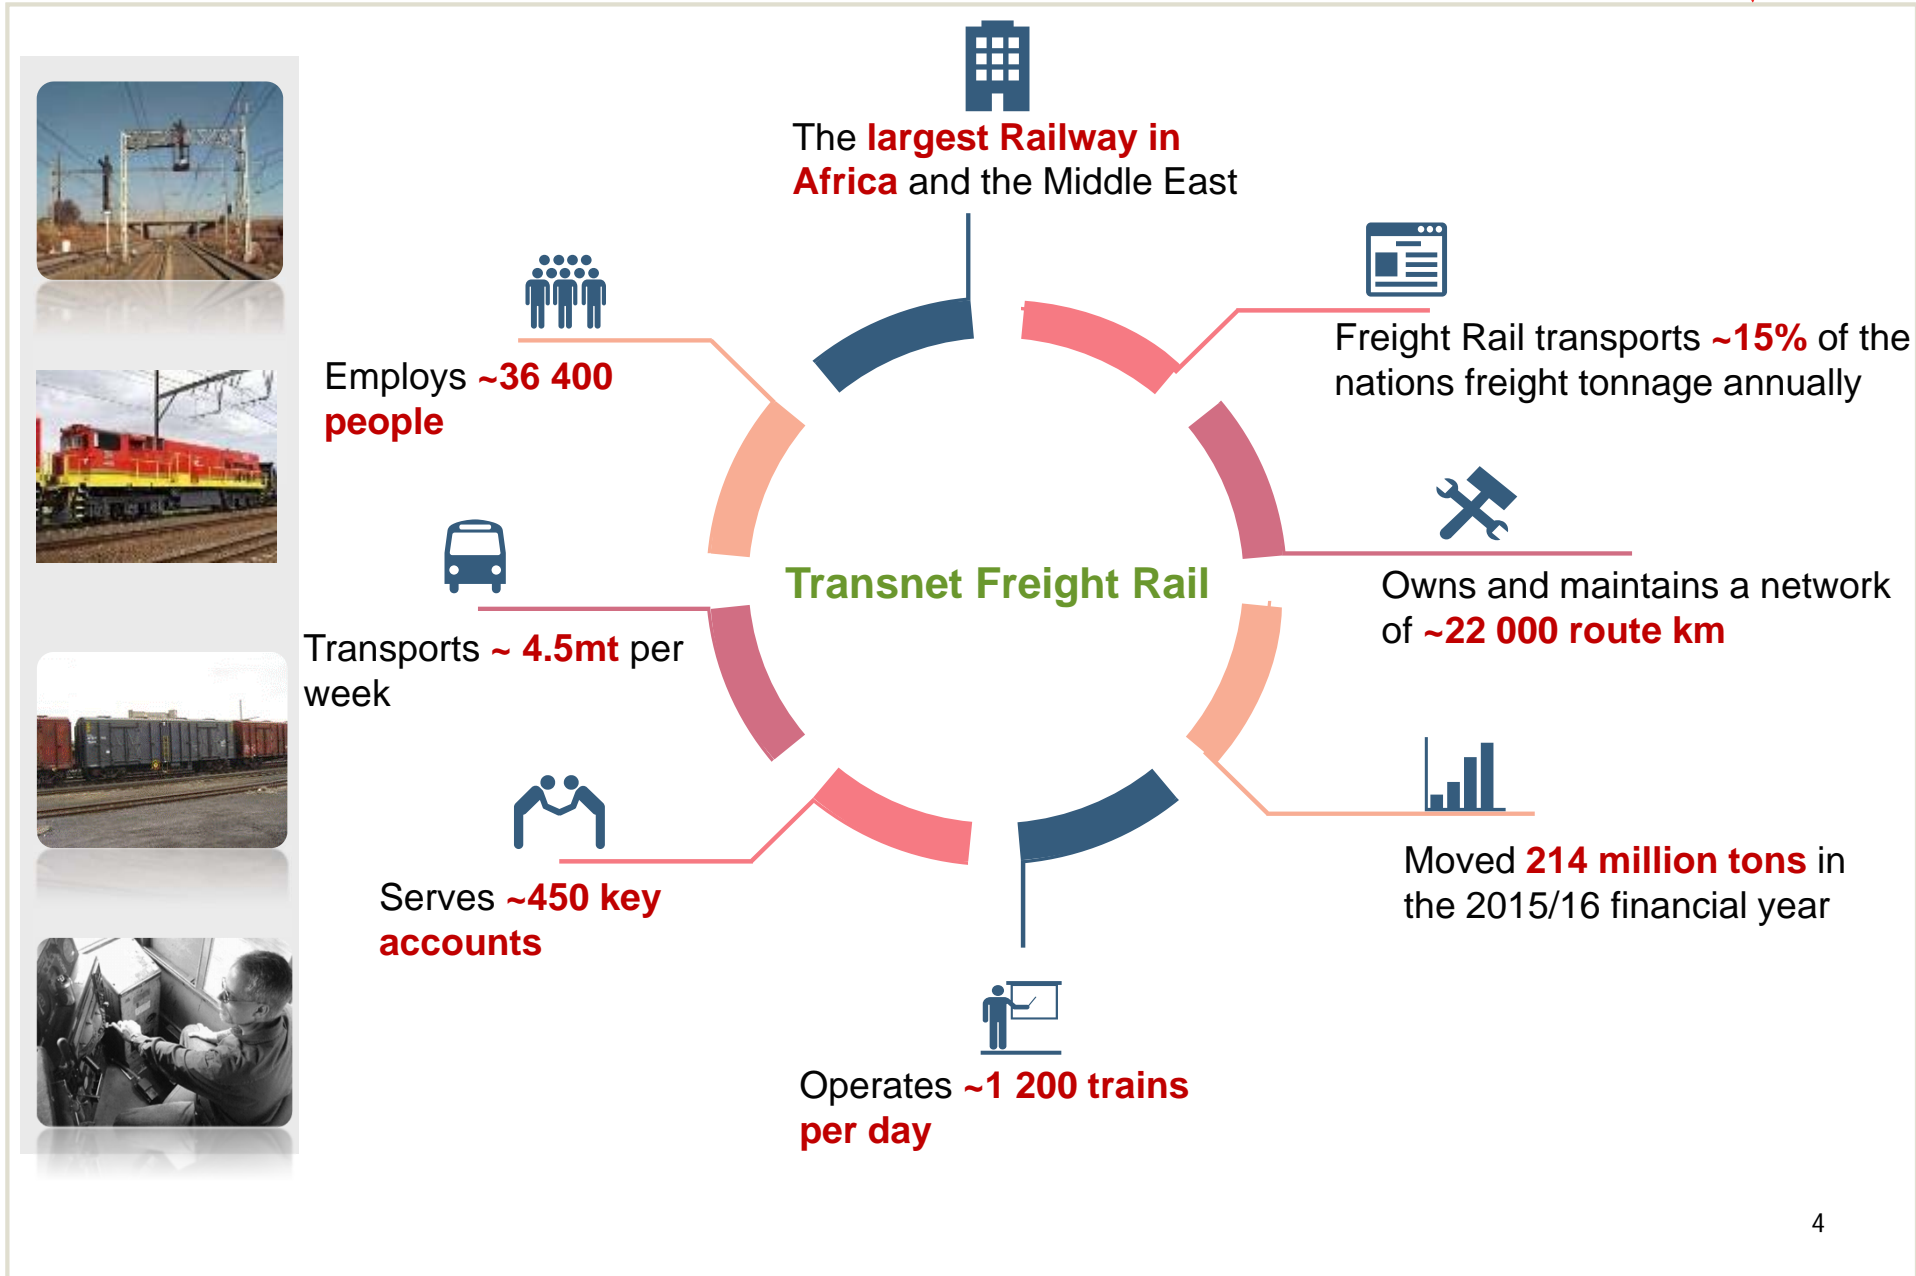 The largest Railway in
Africa and the Middle East
Freight Rail transports ~15% of the
nations freight tonnage annually
Employs ~36 400
people
Owns and maintains a network
of ~22 000 route km
Transnet Freight Rail
Transports ~ 4.5mt per
week
Moved 214 million tons in
the 2015/16 financial year
Serves ~450 key
accounts
Operates ~1 200 trains
per day
4